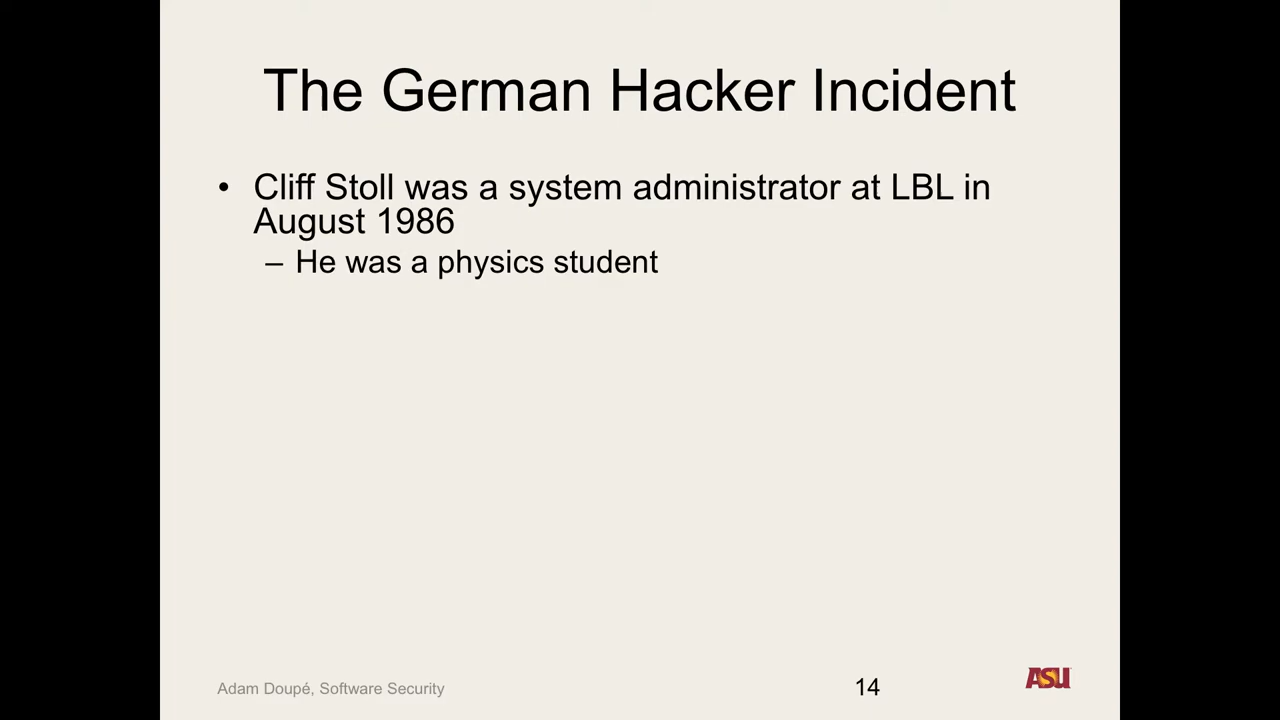 The German Hacker Incident
• Cliff Stoll was a system administrator at LBL in
August 1986
– He was a physics student
Adam Doupé, Software Security
14
ASU